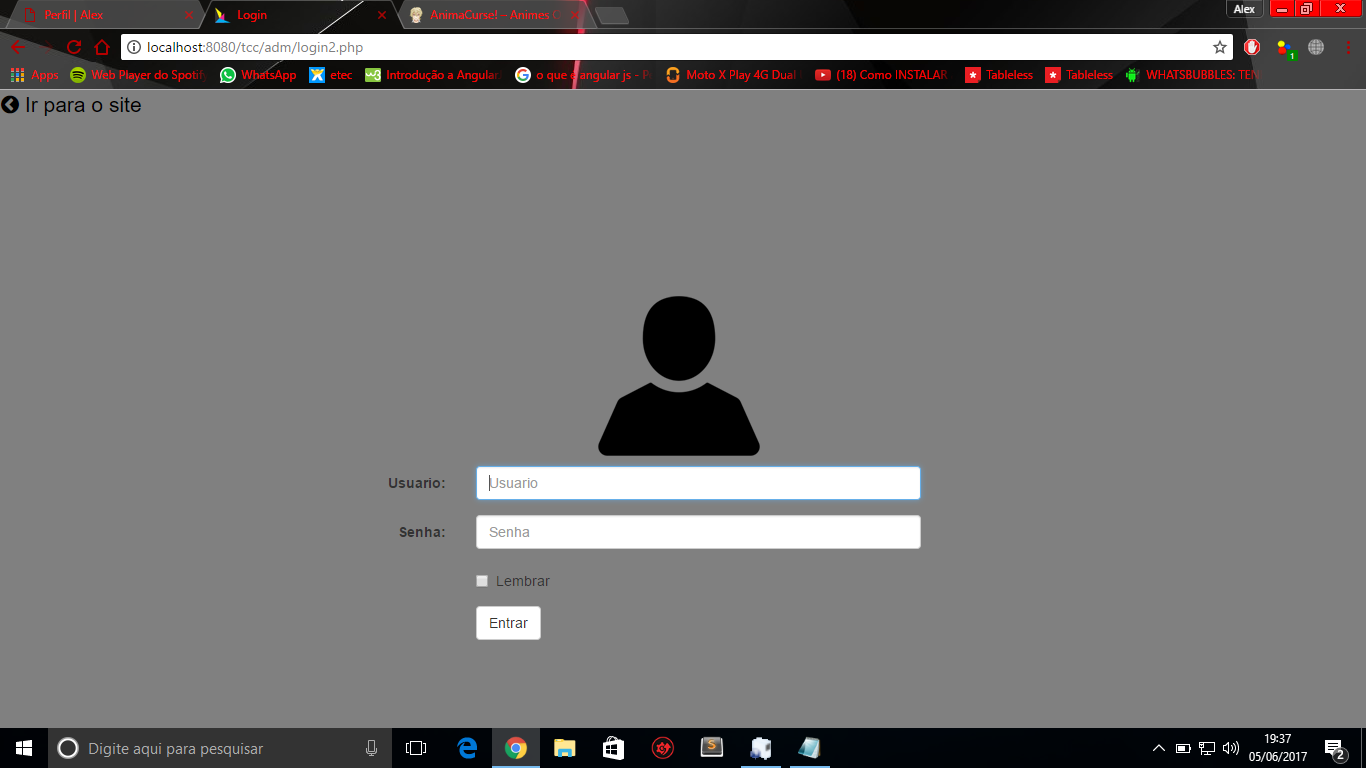 Perfil | Alex
Login
AnimaCurse! - Animes
Alex
localhost:8080/tcc/adm/login2.php
Apps
Web Player do Spotif
WhatsApp
etec
Introdução a Angular
o que é angular js - P
Moto X Play 4G Dual
(18) Como INSTALAR
Tableless
Tableless
WHATSBUBBLES: TEM
1
Ir para o site
Usuario:
Usuario
Senha:
Senha
Lembrar
Entrar
Digite aqui para pesquisar
19:37
05/06/2017
2